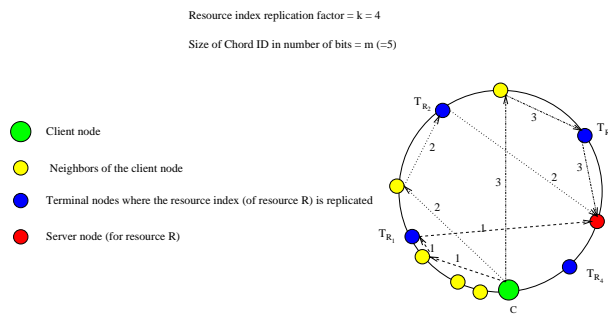 Resource index replication factor = k = 4
Size of Chord ID in number of bits = m (=5)
Client node
Neighbors of the client node
Terminal nodes where the resource index (of resource R) is replicated
Server node (for resource R)
T R2
3
T R
2
3
3
2
2
T R1
1
1
1
T R4
C